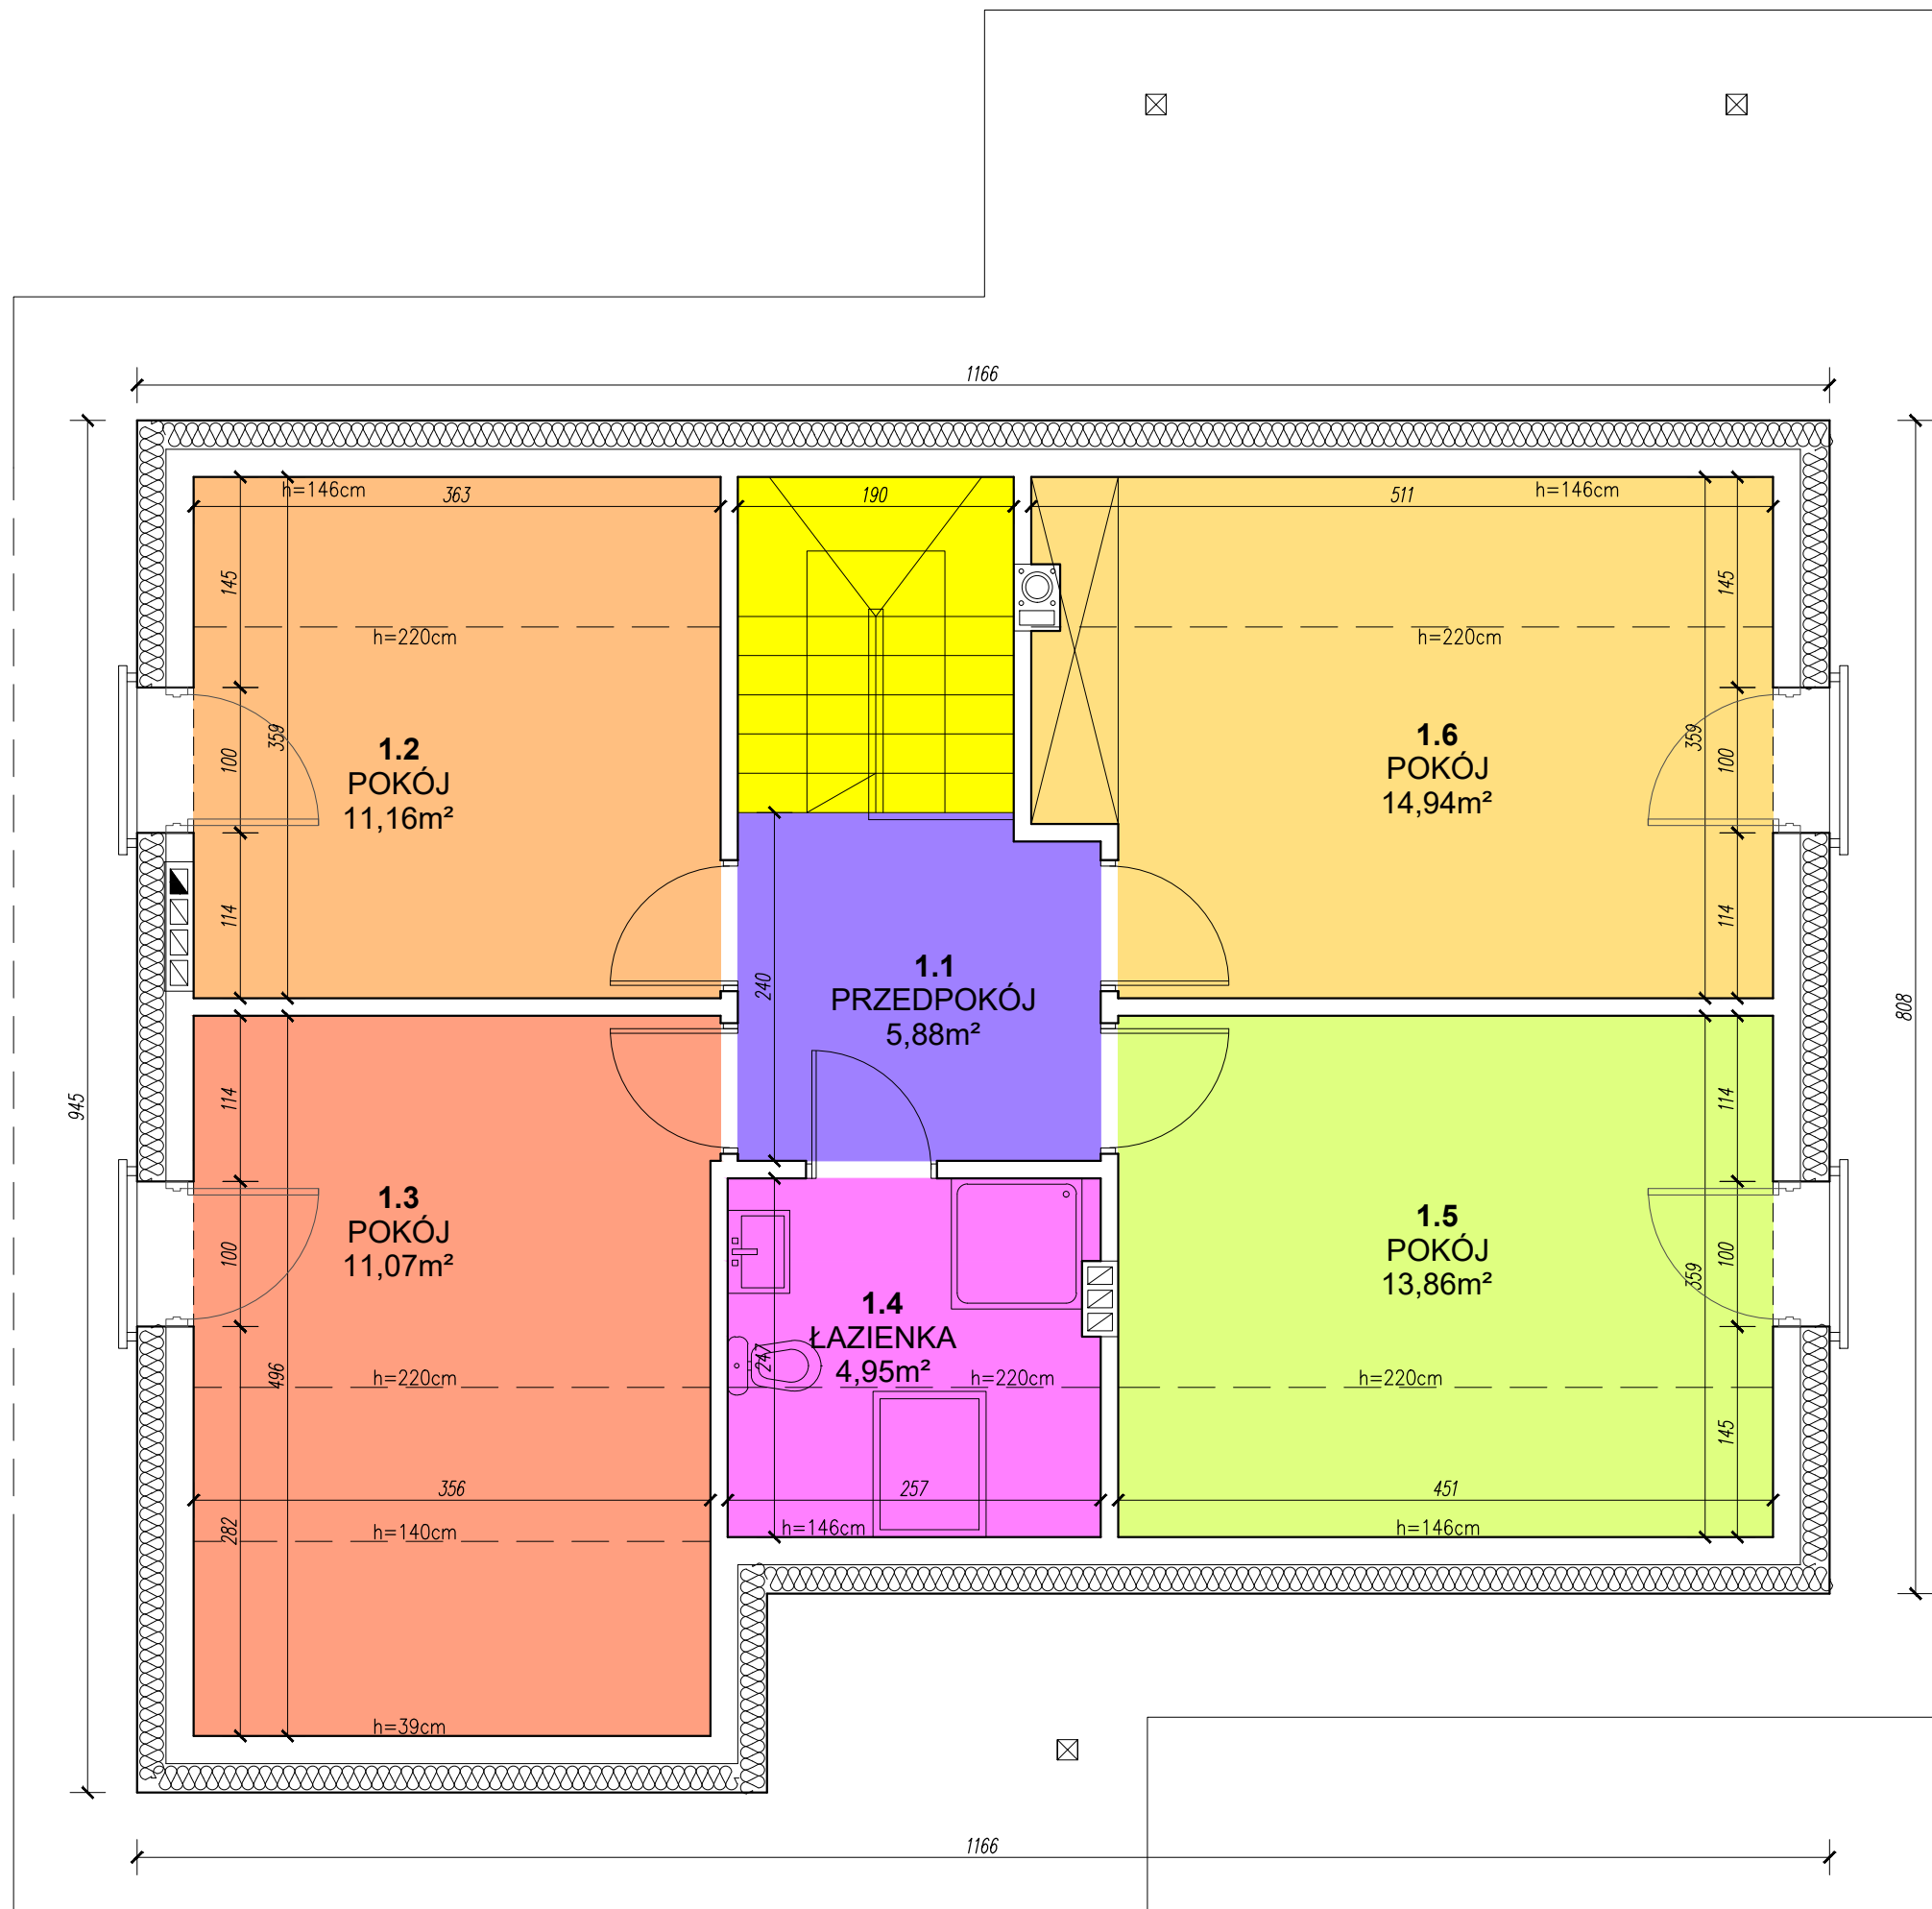 1166
h=146cm
363
190
511
h=146cm
145
145
h=220cm
h=220cm
1.2
POKÓJ
11,16m²
100
359
1.6
POKÓJ
14,94m²
359
100
114
114
1.1
PRZEDPOKÓJ
5,88m²
240
808
945
114
114
1.3
POKÓJ
11,07m²
100
496
1.4
ŁAZIENKA
4,95m²
247
1.5
POKÓJ
13,86m²
359
100
h=220cm
h=220cm
h=220cm
145
356
257
451
282
h=140cm
h=146cm
h=146cm
h=39cm
1166